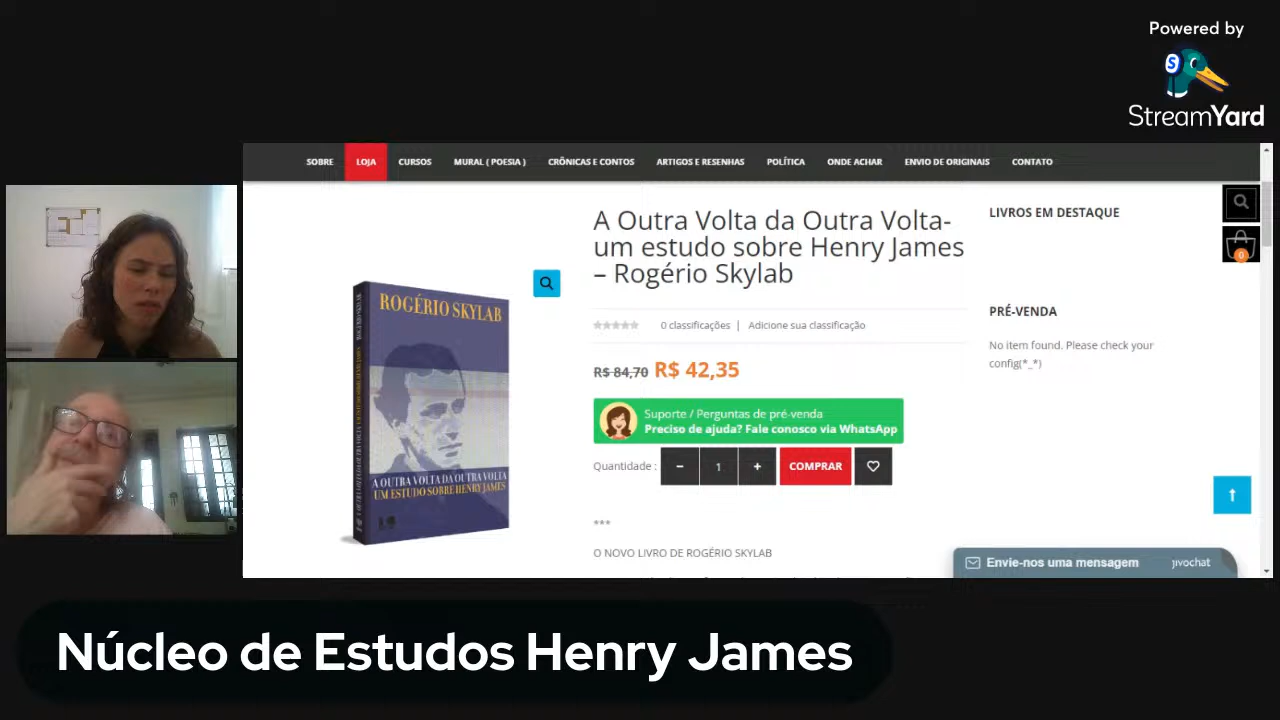 Powered by
StreamYard
SOBRE LOJA CURSOS MURAL ( POESIA ) CRÔNICAS E CONTOS ARTIGOS E RESENHAS POLÍTICA ONDE ACHAR ENVIO DE ORIGINAIS CONTATO
A Outra Volta da Outra Volta-
um estudo sobre Henry James
– Rogério Skylab
0 classificações | Adicione sua classificação
R$ 84,70 R$ 42,35
Suporte / Perguntas de pré-venda
Preciso de ajuda? Fale conosco via WhatsApp
Quantidade : - 1 + COMPRAR
***
O NOVO LIVRO DE ROGÉRIO SKYLAB
ROGÉRIO SKYLAB
A OUTRA VOLTA DA OUTRA VOLTA
UM ESTUDO SOBRE HENRY JAMES
LIVROS EM DESTAQUE
PRÉ-VENDA
No item found. Please check your
config(*_*)
0
Envie-nos uma mensagem jivochat
Núcleo de Estudos Henry James